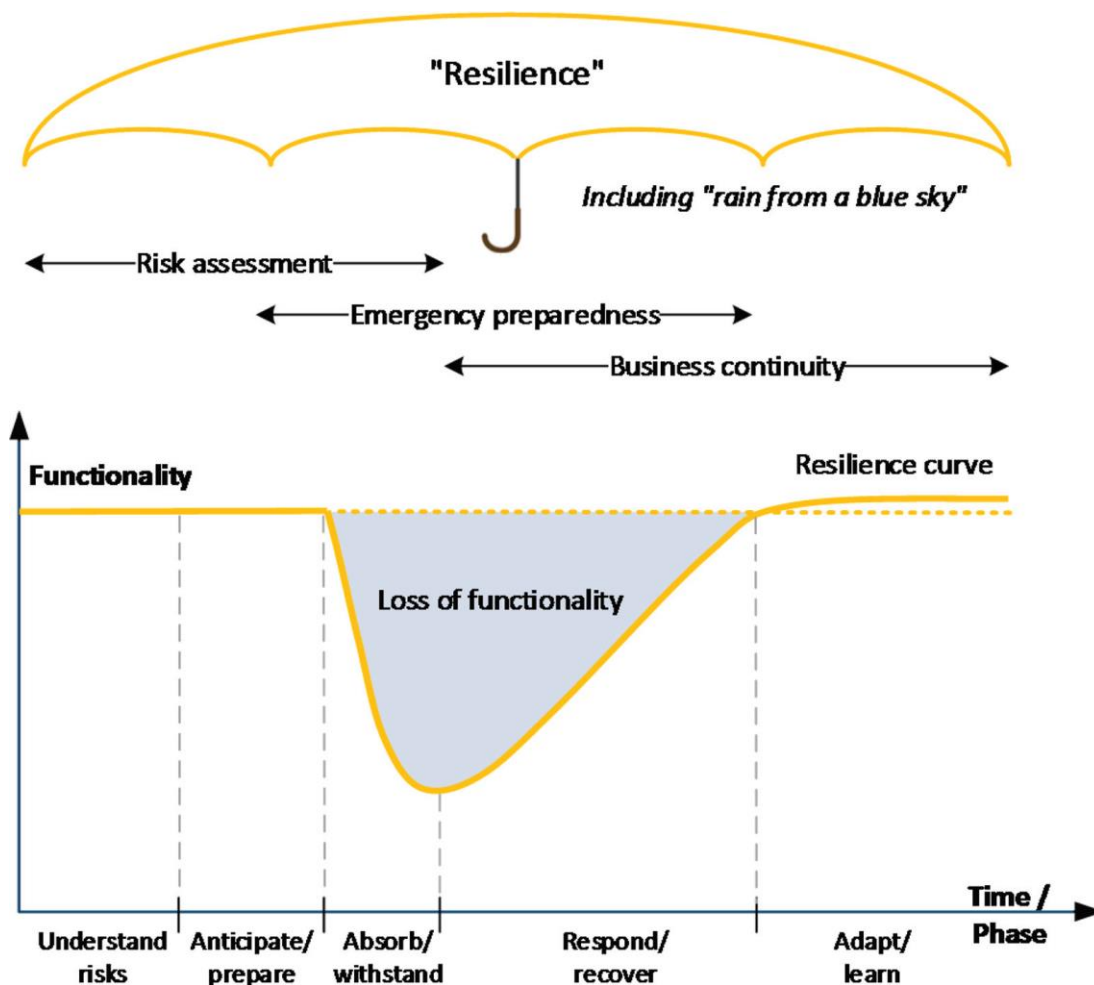 "Resilience"
Including "rain from a blue sky"
Risk assessment
Emergency preparedness
Business continuity
Functionality
Resilience curve
Loss of functionality
Time /
Phase
Understand
risks
Anticipate/
prepare
Absorb/
withstand
Respond/
recover
Adapt/
learn